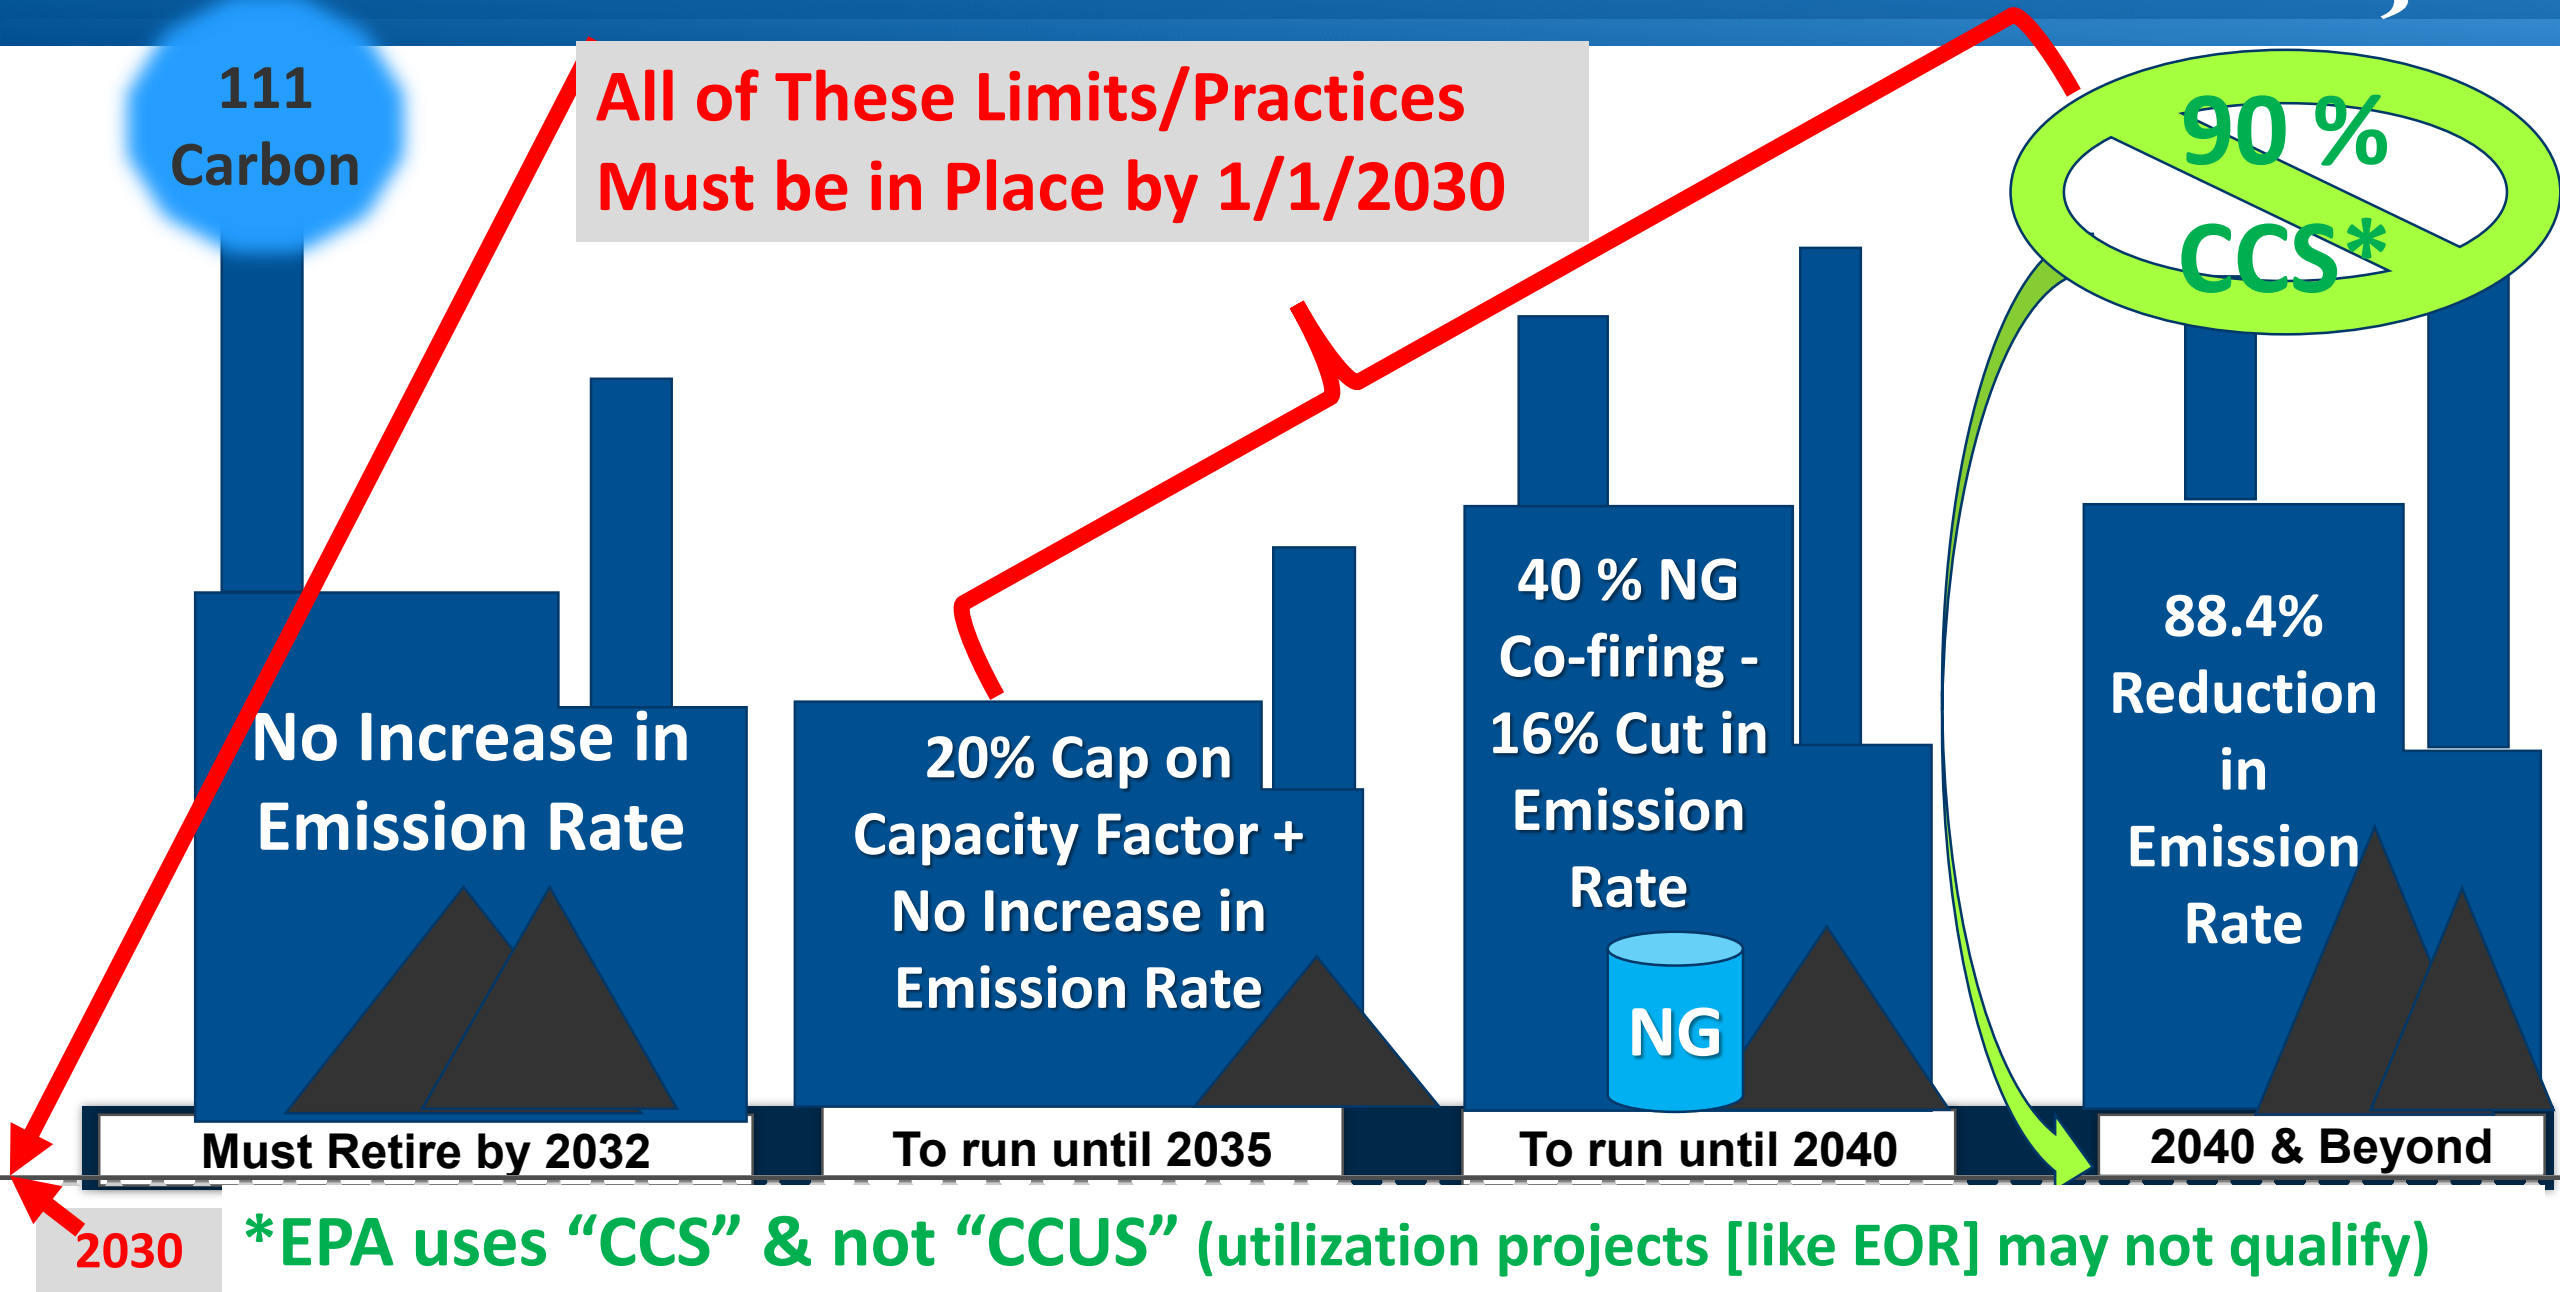 111
Carbon
All of These Limits/Practices
Must be in Place by 1/1/2030
90 %
CCS*
No Increase in
Emission Rate
20% Cap on
Capacity Factor +
No Increase in
Emission Rate
40 % NG
Co-firing -
16% Cut in
Emission
Rate
NG
88.4%
Reduction
in
Emission
Rate
Must Retire by 2032
To run until 2035
To run until 2040
2040 & Beyond
2030
*EPA uses “CCS” & not “CCUS” (utilization projects [like EOR] may not qualify)